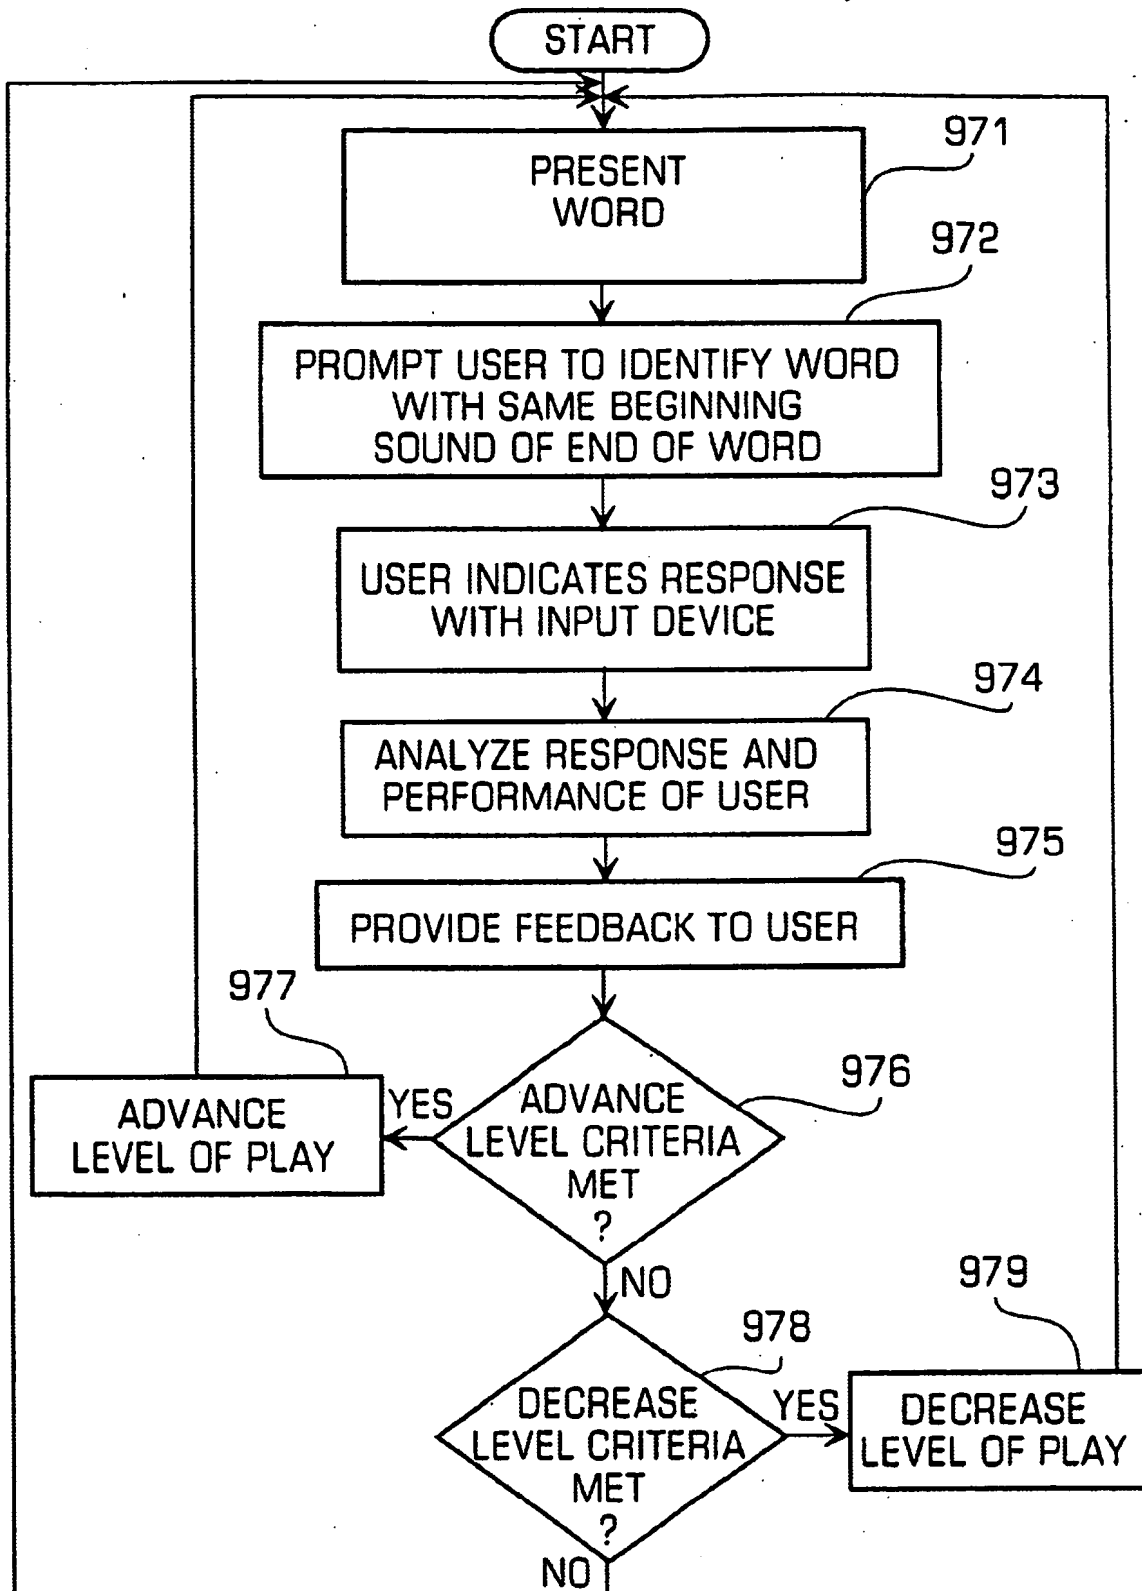 START
971
PRESENT
WORD
972
PROMPT USER TO IDENTIFY WORD
WITH SAME BEGINNING
SOUND OF END OF WORD
973
USER INDICATES RESPONSE
WITH INPUT DEVICE
974
ANALYZE RESPONSE AND
PERFORMANCE OF USER
975
PROVIDE FEEDBACK TO USER
977
976
ADVANCE
LEVEL OF PLAY
YES
ADVANCE
LEVEL CRITERIA
MET
?
NO
979
978
DECREASE
LEVEL CRITERIA
MET
?
YES
DECREASE
LEVEL OF PLAY
NO